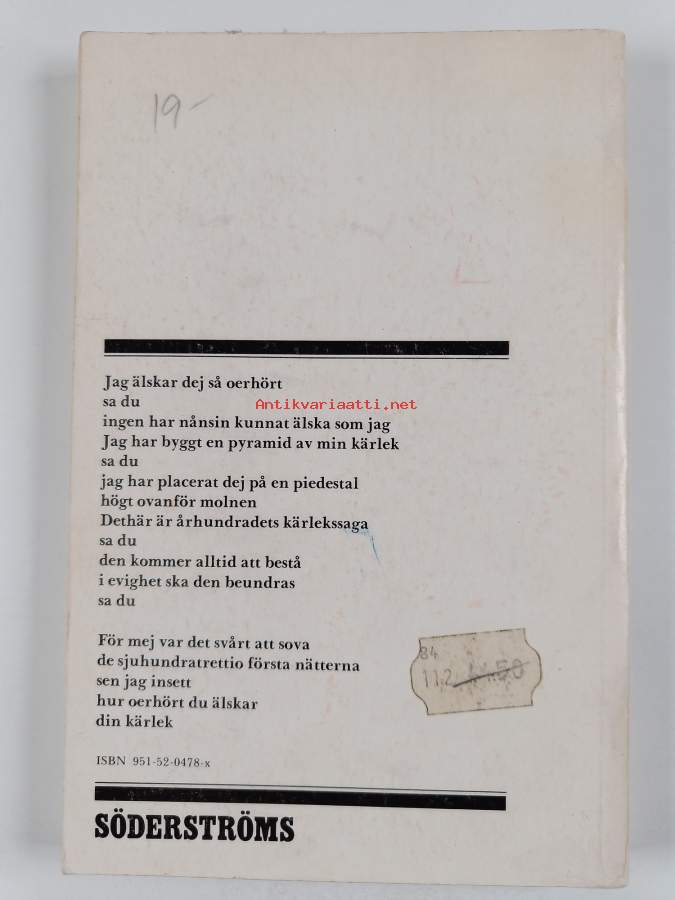 19-
Jag älskar dej så oerhört
sa du
Antikvariaatti.net
ingen har nånsin kunnat älska som jag
Jag har byggt en pyramid av min kärlek
sa du
jag har placerat dej på en piedestal
högt ovanför molnen
Dethär är århundradets kärlekssaga
sa du
den kommer alltid att bestå
i evighet ska den beundras
sa du
För mej var det svårt att sova
de sjuhundratrettio första nätterna
sen jag insett
hur oerhört du älskar
din kärlek
84
11.2
ISBN 951-52-0478-x
SÖDERSTRÖMS